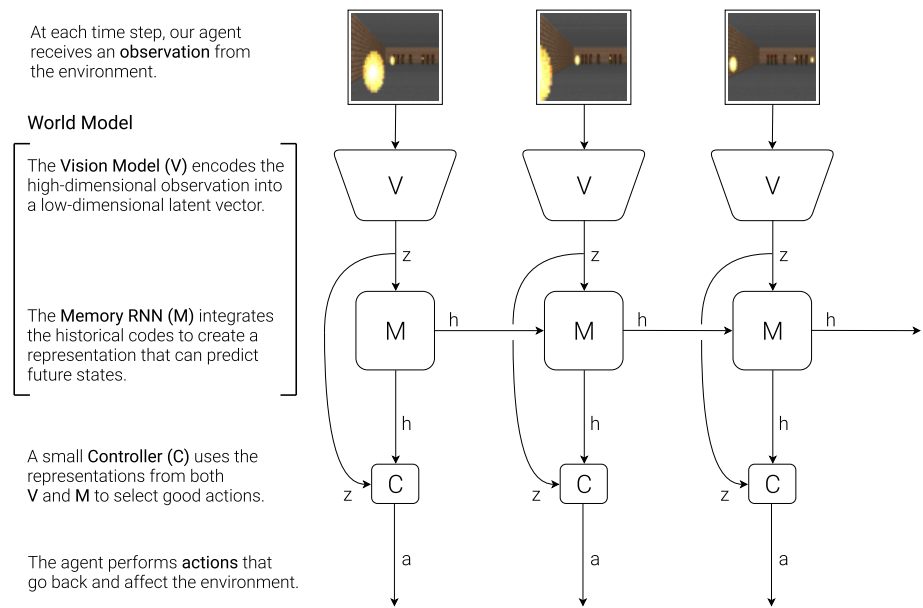 At each time step, our agent
receives an observation from
the environment.
World Model
The Vision Model (V) encodes the
high-dimensional observation into
a low-dimensional latent vector.
V
V
V
z
z
z
The Memory RNN (M) integrates
the historical codes to create a
representation that can predict
future states.
M
h
M
h
M
h
h
h
h
A small Controller (C) uses the
representations from both
V and M to select good actions.
z
C
z
C
z
C
The agent performs actions that
go back and affect the environment.
a
a
a